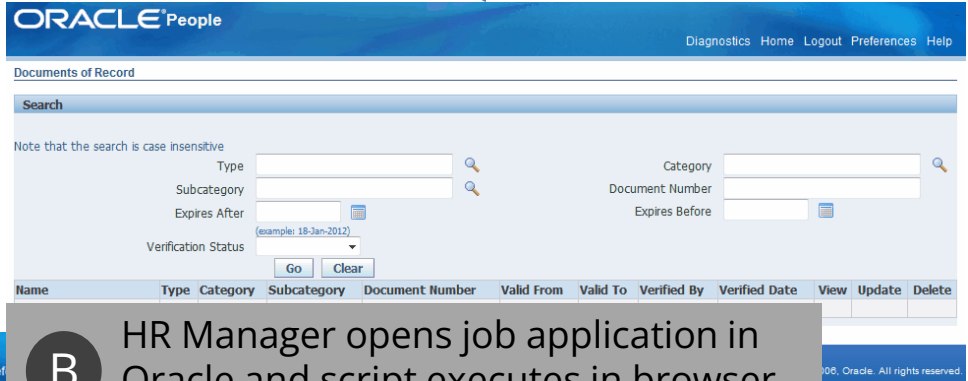 ORACLE® People
Diagnostics Home Logout Preferences Help
Documents of Record
Search
Note that the search is case insensitive
Type Category
Subcategory Document Number
Expires After Expires Before
(example: 18-Jan-2012)
Verification Status
Go Clear
Name Type Category Subcategory Document Number Valid From Valid To Verified By Verified Date View Update Delete
B HR Manager opens job application in
Oracle and script executes in browser
Oracle. All rights reserved.